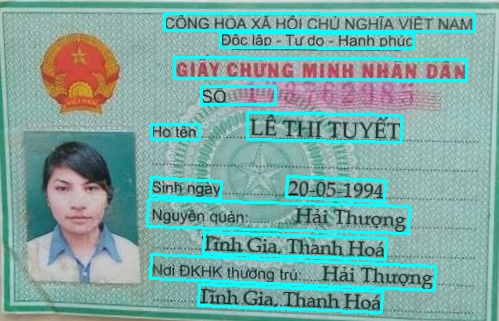 CỘNG HÒA XÃ HỘI CHỦ NGHĨA VIỆT NAM
Độc lập - Tự do - Hạnh phúc
GIẤY CHỨNG MINH NHÂN DÂN
SỐ
Họ tên LÊ THỊ TUYẾT
Sinh ngày 20-05-1994
Nguyên quán: Hải Thượng
Tĩnh Gia, Thanh Hoá
Nơi ĐKHK thường trú: Hải Thượng
Tĩnh Gia, Thanh Hoá